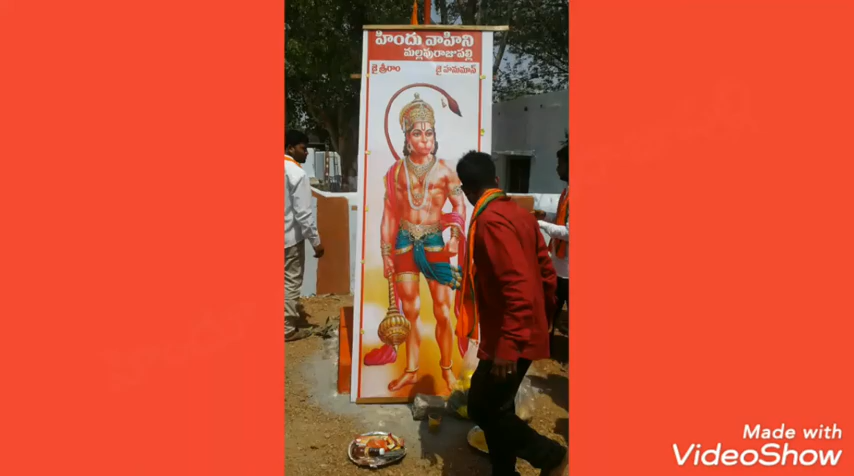 హిందు వాహిని
మల్లపురాజుపల్లి
జై శ్రీరాం జై హనుమాన్
Made with
VideoShow